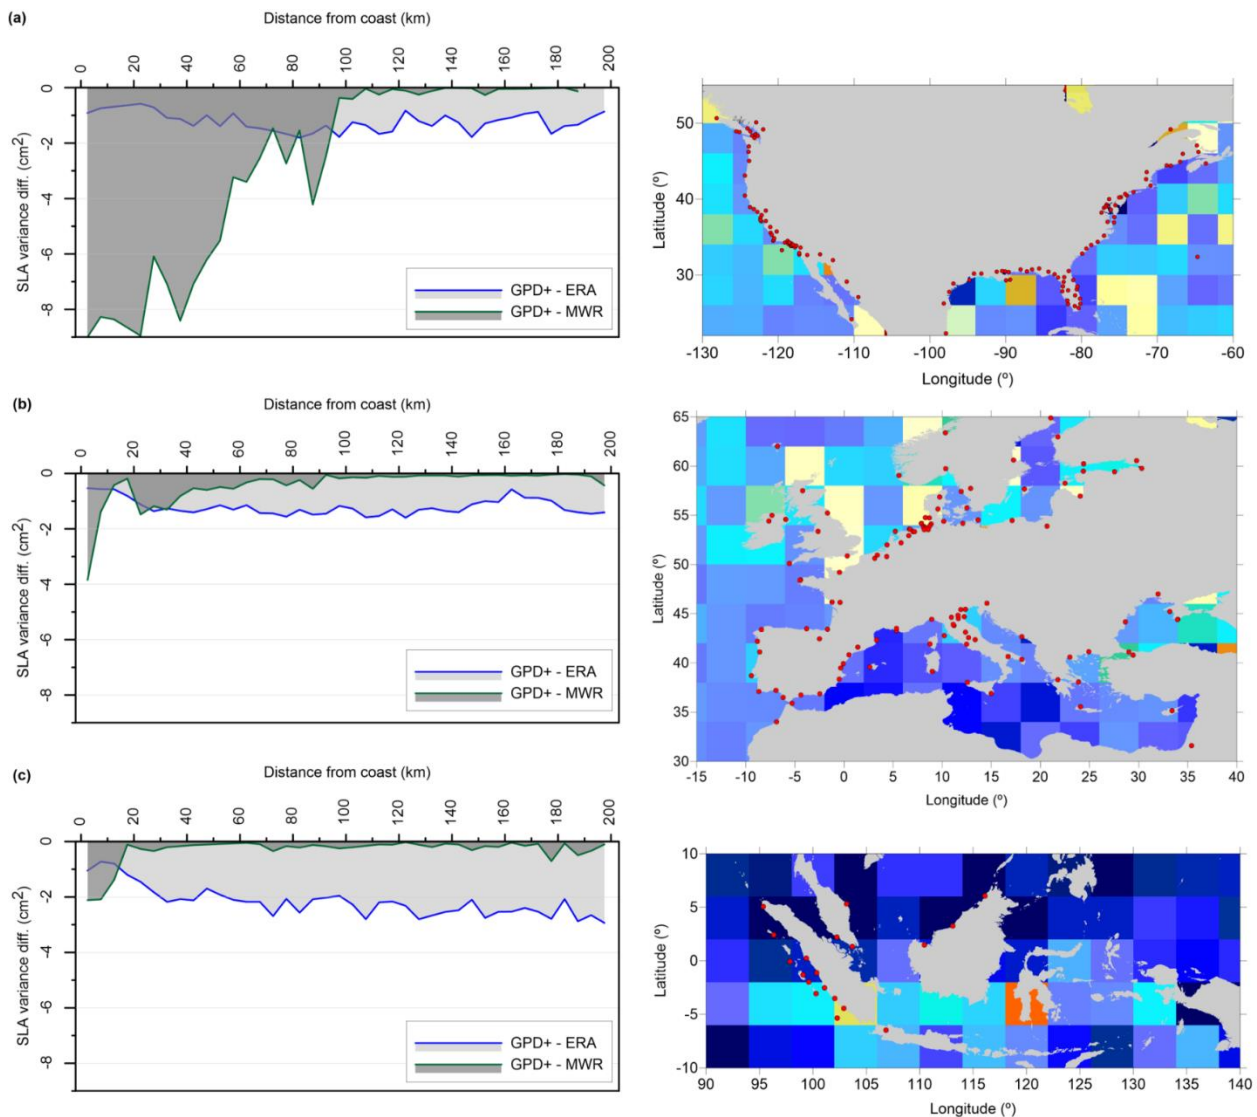 (a)
Distance from coast (km)
0 20 40 60 80 100 120 140 160 180 200
0
-2
-4
-6
-8
SLA variance diff. (cm2)
GPD+ - ERA
GPD+ - MWR
50
40
30
Latitude (º)
-130 -120 -110 -100 -90 -80 -70 -60
Longitude (º)
(b)
Distance from coast (km)
0 20 40 60 80 100 120 140 160 180 200
0
-2
-4
-6
-8
SLA variance diff. (cm2)
GPD+ - ERA
GPD+ - MWR
65
60
55
50
45
40
35
30
Latitude (º)
-15 -10 -5 0 5 10 15 20 25 30 35 40
Longitude (º)
(c)
Distance from coast (km)
0 20 40 60 80 100 120 140 160 180 200
0
-2
-4
-6
-8
SLA variance diff. (cm2)
GPD+ - ERA
GPD+ - MWR
10
5
0
-5
-10
Latitude (º)
90 95 100 105 110 115 120 125 130 135 140
Longitude (º)